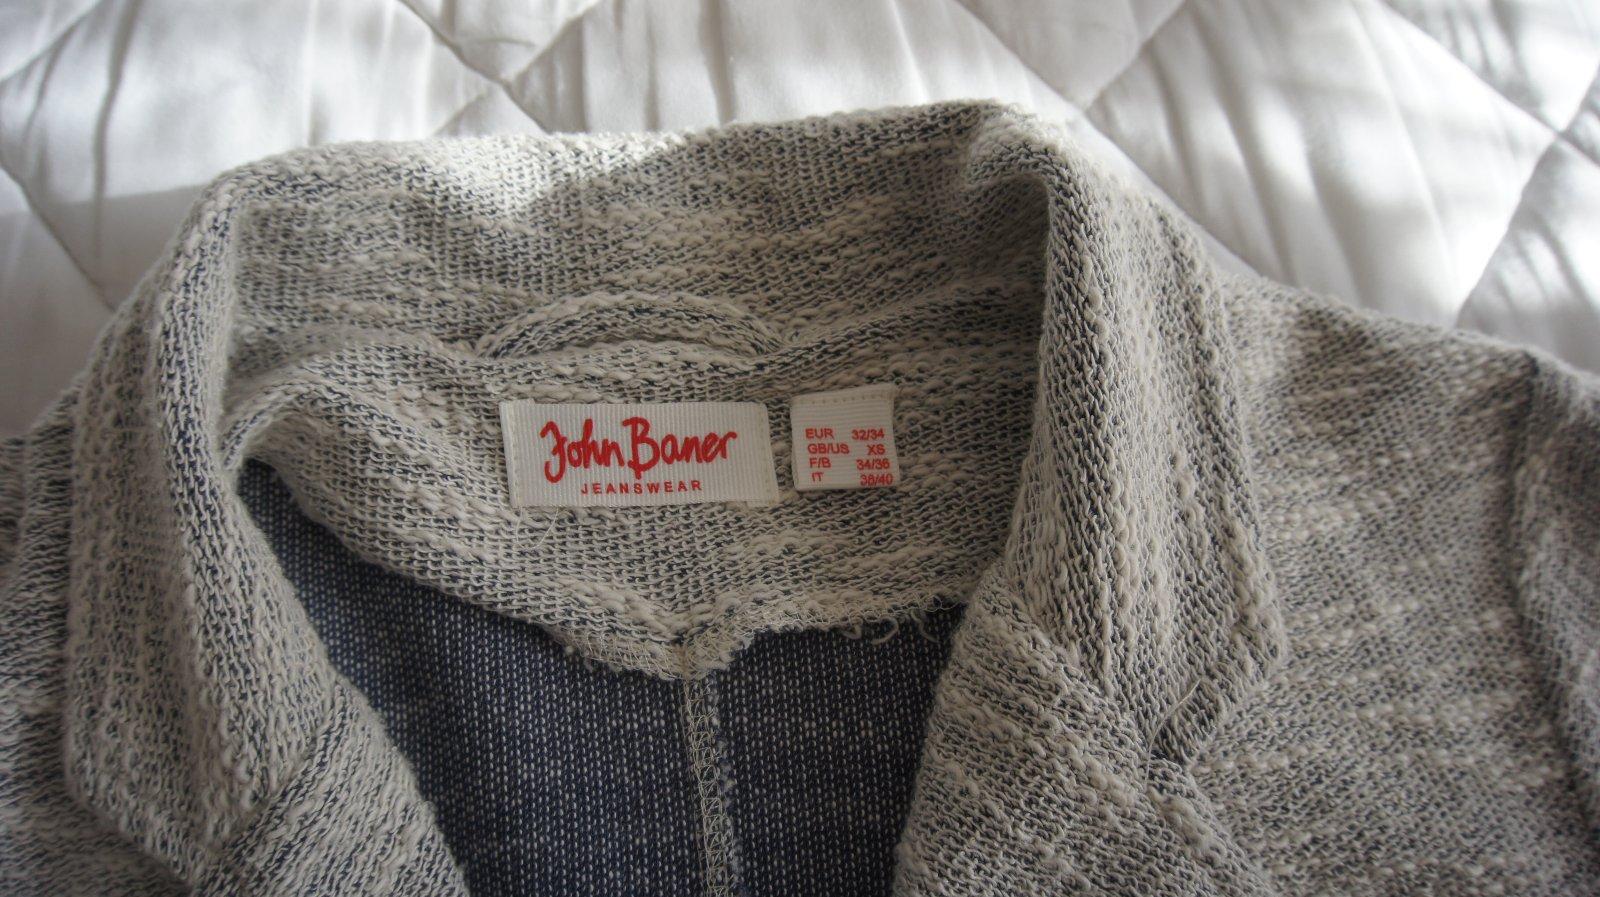 John Baner
JEANSWEAR
EUR 32/34
GB/US XS
F/B 34/36
IT 38/40